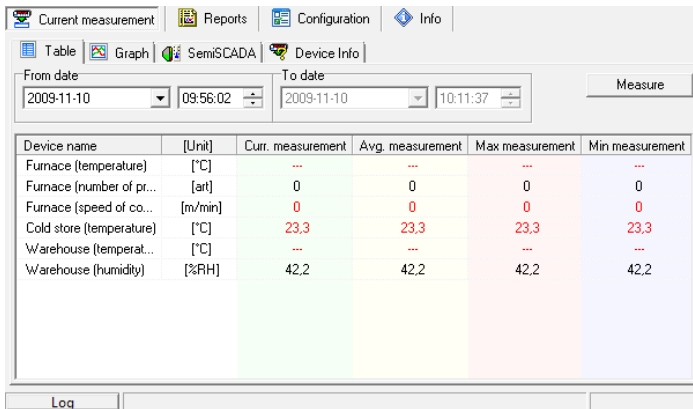 Current measurement Reports Configuration Info
Table Graph SemiSCADA Device Info
From date To date
2009-11-10 09:56:02 2009-11-10 10:11:37 Measure
Device name [Unit] Curr. measurement Avg. measurement Max measurement Min measurement
Furnace (temperature) [°C] --- --- --- ---
Furnace (number of pr... [art] 0 0 0 0
Furnace (speed of co... [m/min] 0 0 0 0
Cold store (temperature) [°C] 23,3 23,3 23,3 23,3
Warehouse (temperat... [°C] --- --- --- ---
Warehouse (humidity) [%RH] 42,2 42,2 42,2 42,2
Log